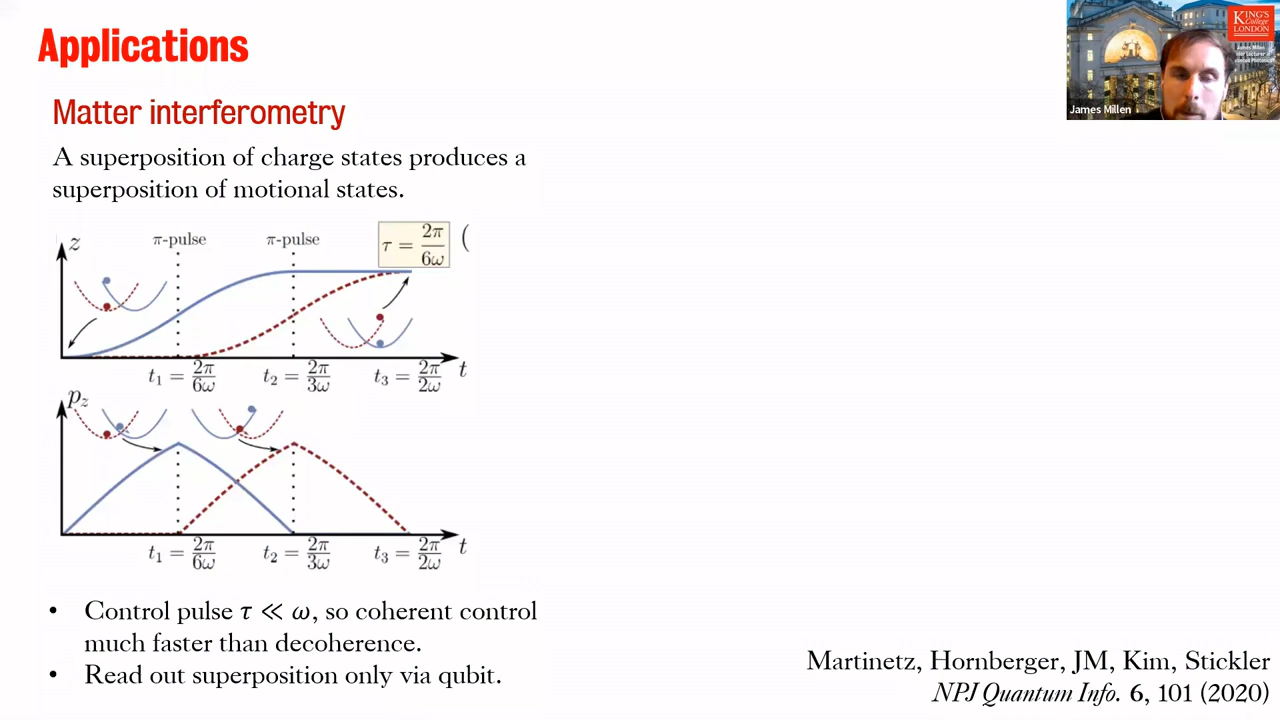 Applications
KING'S
College
LONDON
James Millen
Matter interferometry
A superposition of charge states produces a
superposition of motional states.
z
π-pulse
π-pulse
τ = 2π/6ω
(
t₁ = 2π/6ω
t₂ = 2π/3ω
t₃ = 2π/2ω
t
p_z
t₁ = 2π/6ω
t₂ = 2π/3ω
t₃ = 2π/2ω
t
• Control pulse τ ≪ ω, so coherent control
much faster than decoherence.
• Read out superposition only via qubit.
Martinetz, Hornberger, JM, Kim, Stickler
NPJ Quantum Info. 6, 101 (2020)
James Millen